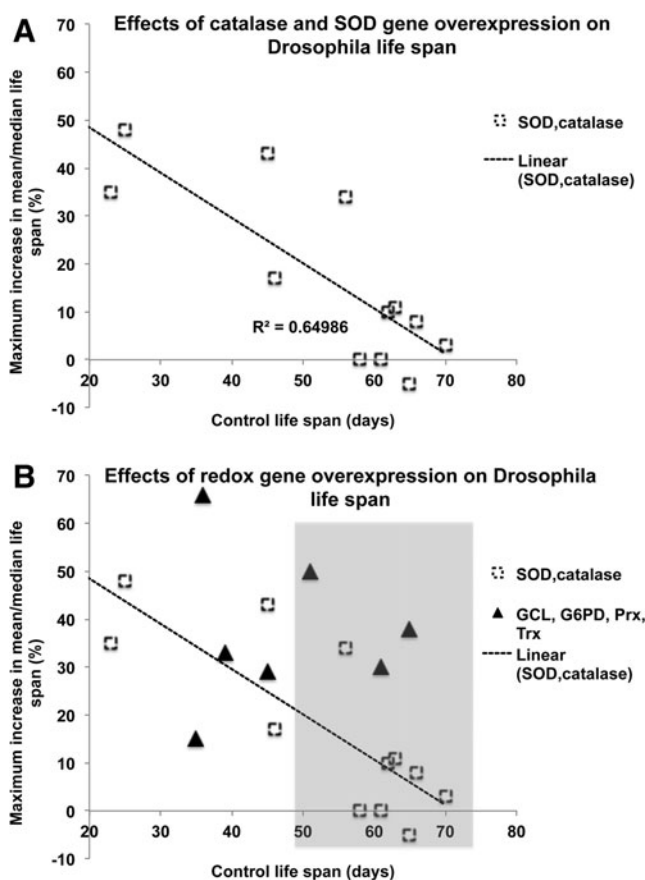 A
Effects of catalase and SOD gene overexpression on
Drosophila life span
Maximum increase in mean/median life
span (%)
70
60
50
40
30
20
10
0
-10
20
30
40
50
60
70
80
SOD,catalase
Linear
(SOD,catalase)
R² = 0.64986
Control life span (days)
B
Effects of redox gene overexpression on Drosophila
life span
Maximum increase in mean/median life
span (%)
70
60
50
40
30
20
10
0
-10
20
30
40
50
60
70
80
SOD,catalase
GCL, G6PD, Prx,
Trx
Linear
(SOD,catalase)
Control life span (days)